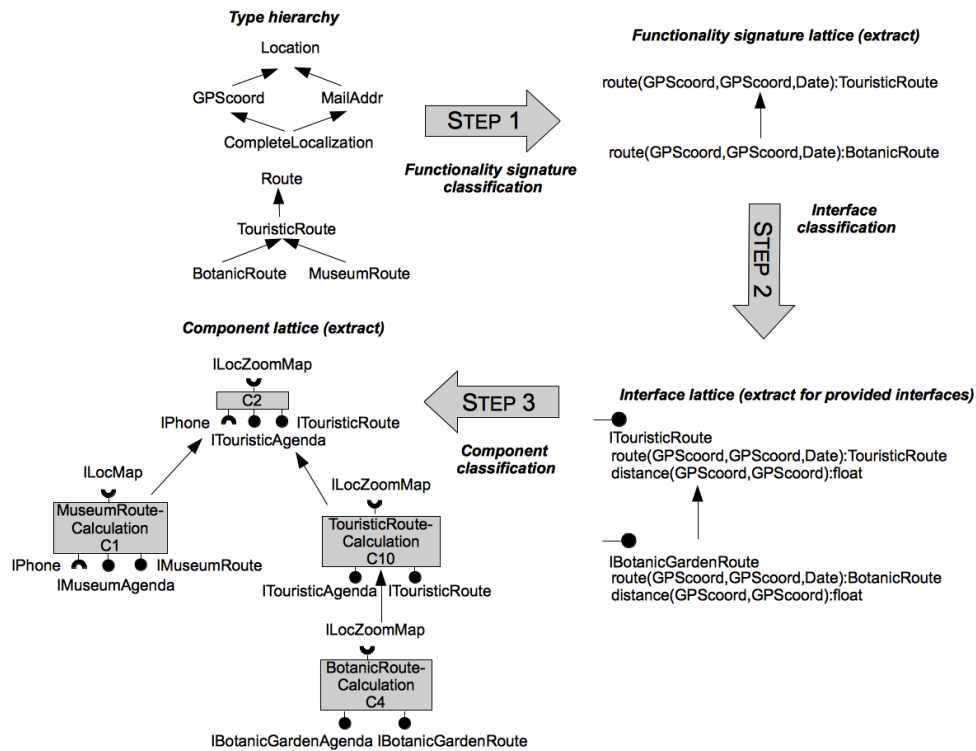 Type hierarchy
Location
GPScoord
MailAddr
CompleteLocalization
Route
TouristicRoute
BotanicRoute
MuseumRoute
STEP 1
Functionality signature
classification
Functionality signature lattice (extract)
route(GPScoord,GPScoord,Date):TouristicRoute
route(GPScoord,GPScoord,Date):BotanicRoute
Interface
classification
STEP 2
Interface lattice (extract for provided interfaces)
ITouristicRoute
route(GPScoord,GPScoord,Date):TouristicRoute
distance(GPScoord,GPScoord):float
IBotanicGardenRoute
route(GPScoord,GPScoord,Date):BotanicRoute
distance(GPScoord,GPScoord):float
STEP 3
Component
classification
Component lattice (extract)
ILocZoomMap
C2
IPhone
ITouristicRoute
ITouristicAgenda
ILocMap
MuseumRoute-
Calculation
C1
IPhone
IMuseumRoute
IMuseumAgenda
ILocZoomMap
TouristicRoute-
Calculation
C10
ITouristicAgenda
ITouristicRoute
ILocZoomMap
BotanicRoute-
Calculation
C4
IBotanicGardenAgenda IBotanicGardenRoute